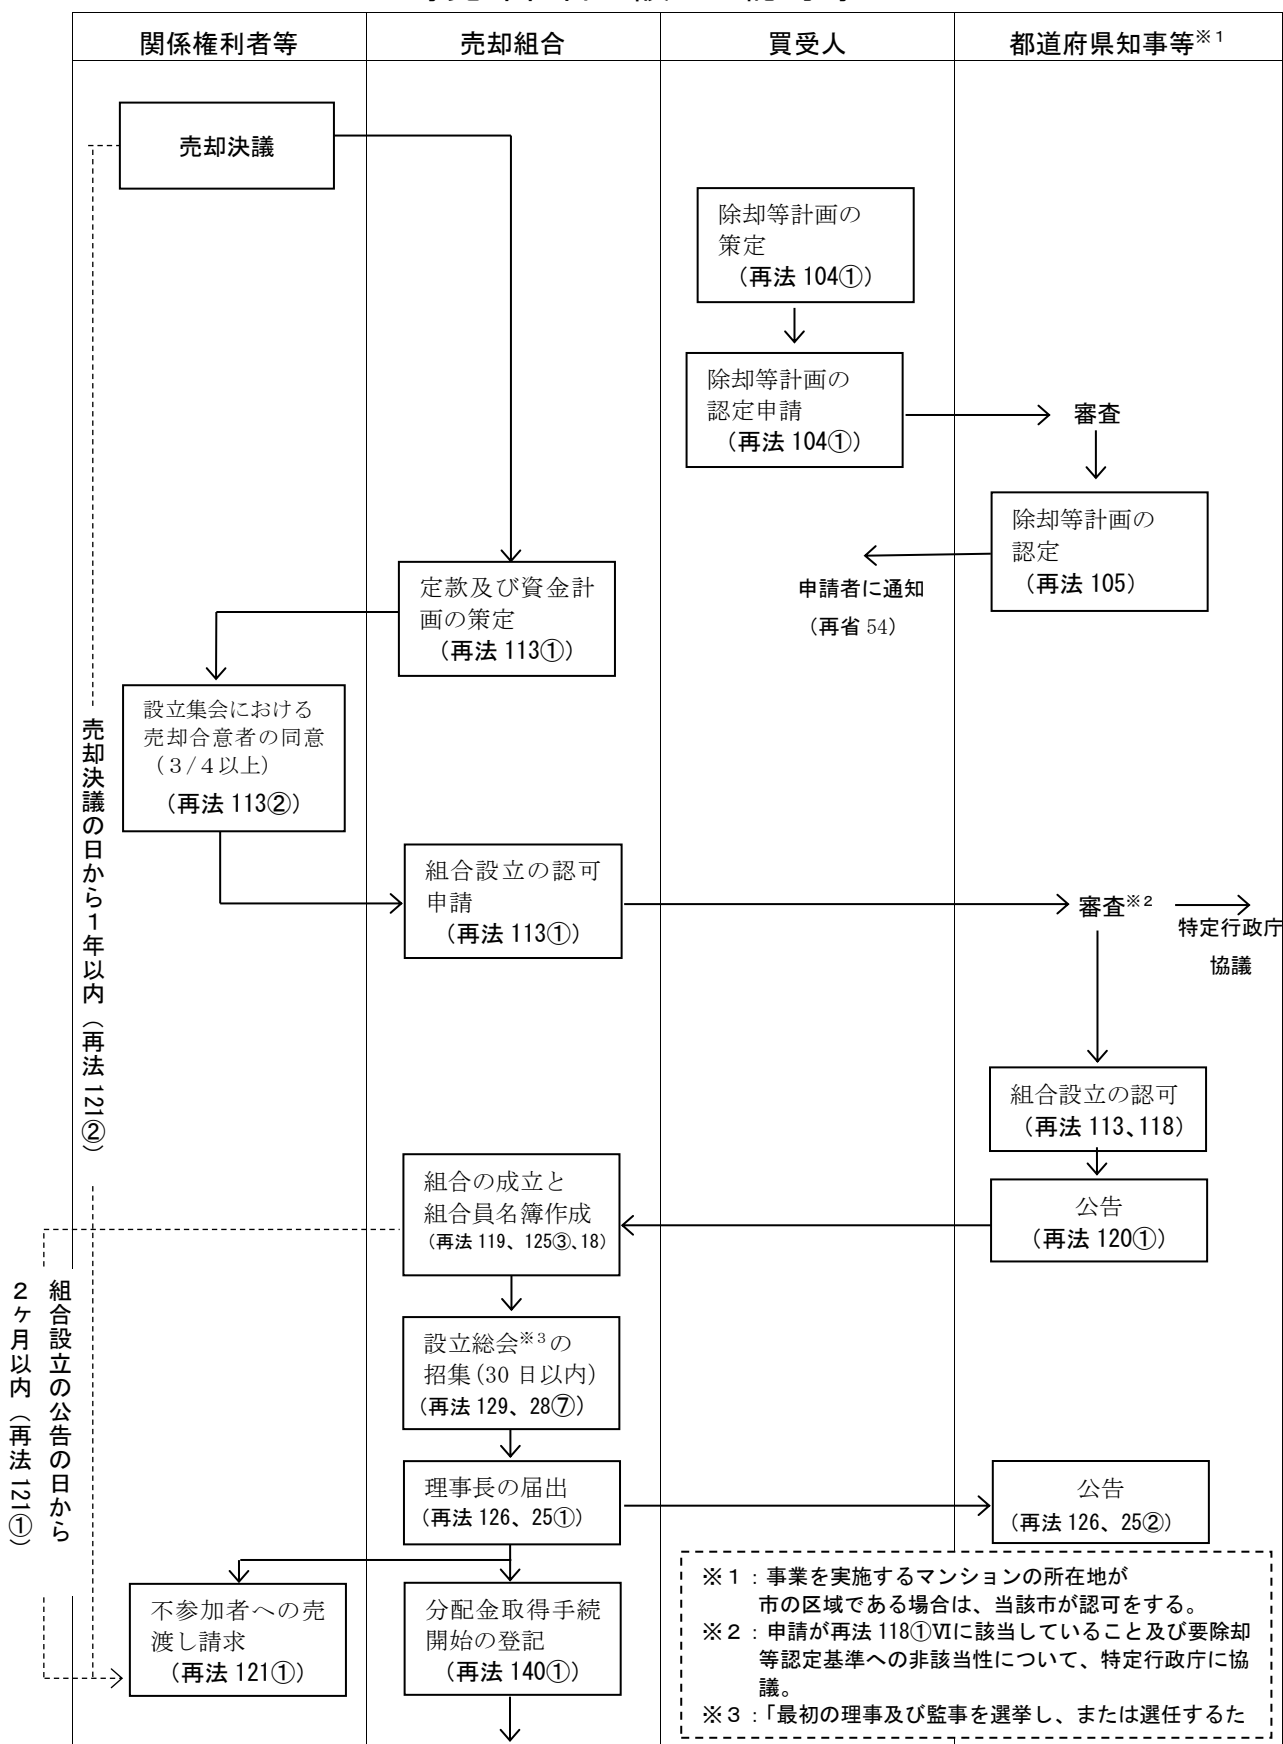 関係権利者等
売却組合
買受人
都道府県知事等※1
売却決議
除却等計画の
策定
（再法 104①）
除却等計画の
認定申請
（再法 104①）
審査
除却等計画の
認定
（再法 105）
申請者に通知
（再省 54）
定款及び資金計
画の策定
（再法 113①）
設立集会における
売却合意者の同意
（３/４以上）
（再法 113②）
組合設立の認可
申請
（再法 113①）
審査※2
特定行政庁
協議
組合設立の認可
（再法 113、118）
公告
（再法 120①）
組合の成立と
組合員名簿作成
（再法 119、125③、18）
設立総会※3の
招集（30 日以内）
（再法 129、28⑦）
理事長の届出
（再法 126、25①）
公告
（再法 126、25②）
不参加者への売
渡し請求
（再法 121①）
分配金取得手続
開始の登記
（再法 140①）
売却決議の日から１年以内（再法 121②）
組合設立の公告の日から
２ヶ月以内（再法 121①）
※１：事業を実施するマンションの所在地が
市の区域である場合は、当該市が認可をする。
※２：申請が再法 118①Ⅵに該当していること及び要除却
等認定基準への非該当性について、特定行政庁に協
議。
※３：「最初の理事及び監事を選挙し、または選任するた